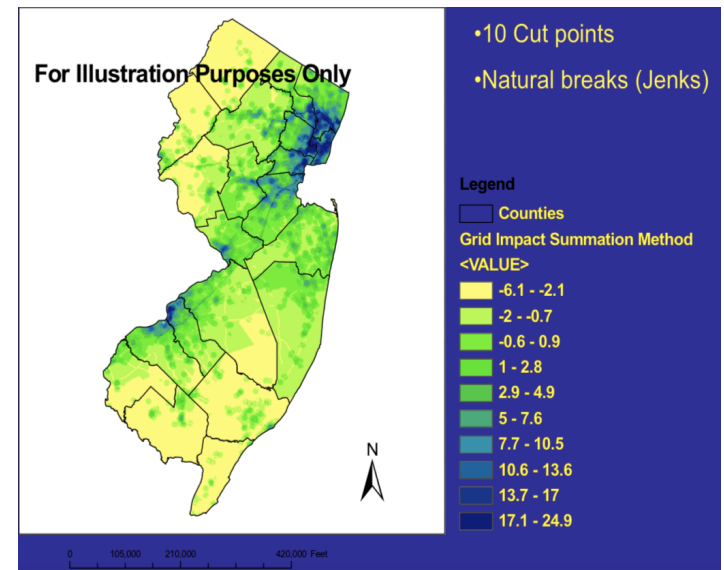 •10 Cut points
•Natural breaks (Jenks)
For Illustration Purposes Only
Legend
Counties
Grid Impact Summation Method
<VALUE>
-6.1 - -2.1
-2 - -0.7
-0.6 - 0.9
1 - 2.8
2.9 - 4.9
5 - 7.6
7.7 - 10.5
10.6 - 13.6
13.7 - 17
17.1 - 24.9
N
0 105,000 210,000 420,000 Feet